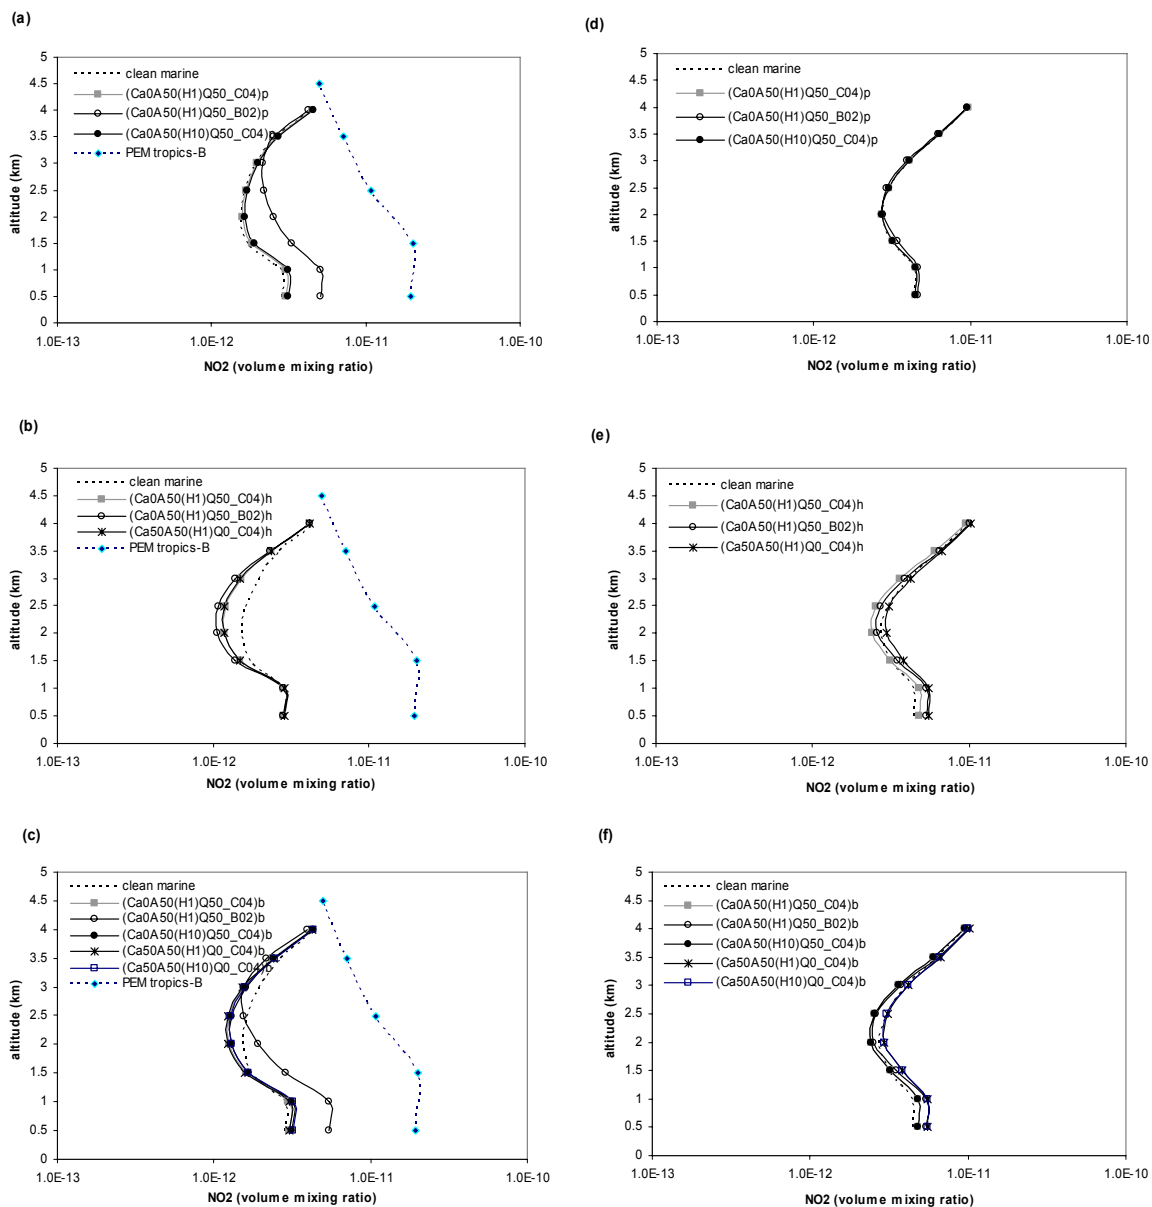 (a)
5
4.5
4
3.5
3
2.5
2
1.5
1
0.5
0
altitude (km)
clean marine
(Ca0A50(H1)Q50_C04)p
(Ca0A50(H1)Q50_B02)p
(Ca0A50(H10)Q50_C04)p
PEM tropics-B
1.0E-13
1.0E-12
1.0E-11
1.0E-10
NO2 (volume mixing ratio)
(d)
5
4.5
4
3.5
3
2.5
2
1.5
1
0.5
0
altitude (km)
clean marine
(Ca0A50(H1)Q50_C04)p
(Ca0A50(H1)Q50_B02)p
(Ca0A50(H10)Q50_C04)p
1.0E-13
1.0E-12
1.0E-11
1.0E-10
NO2 (volume mixing ratio)
(b)
5
4.5
4
3.5
3
2.5
2
1.5
1
0.5
0
altitude (km)
clean marine
(Ca0A50(H1)Q50_C04)h
(Ca0A50(H1)Q50_B02)h
(Ca50A50(H1)Q0_C04)h
PEM tropics-B
1.0E-13
1.0E-12
1.0E-11
1.0E-10
NO2 (volume mixing ratio)
(e)
5
4.5
4
3.5
3
2.5
2
1.5
1
0.5
0
altitude (km)
clean marine
(Ca0A50(H1)Q50_C04)h
(Ca0A50(H1)Q50_B02)h
(Ca50A50(H1)Q0_C04)h
1.0E-13
1.0E-12
1.0E-11
1.0E-10
NO2 (volume mixing ratio)
(c)
5
4.5
4
3.5
3
2.5
2
1.5
1
0.5
0
altitude (km)
clean marine
(Ca0A50(H1)Q50_C04)b
(Ca0A50(H1)Q50_B02)b
(Ca0A50(H10)Q50_C04)b
(Ca50A50(H1)Q0_C04)b
(Ca50A50(H10)Q0_C04)b
PEM tropics-B
1.0E-13
1.0E-12
1.0E-11
1.0E-10
NO2 (volume mixing ratio)
(f)
5
4.5
4
3.5
3
2.5
2
1.5
1
0.5
0
altitude (km)
clean marine
(Ca0A50(H1)Q50_C04)b
(Ca0A50(H1)Q50_B02)b
(Ca0A50(H10)Q50_C04)b
(Ca50A50(H1)Q0_C04)b
(Ca50A50(H10)Q0_C04)b
1.0E-13
1.0E-12
1.0E-11
1.0E-10
NO2 (volume mixing ratio)